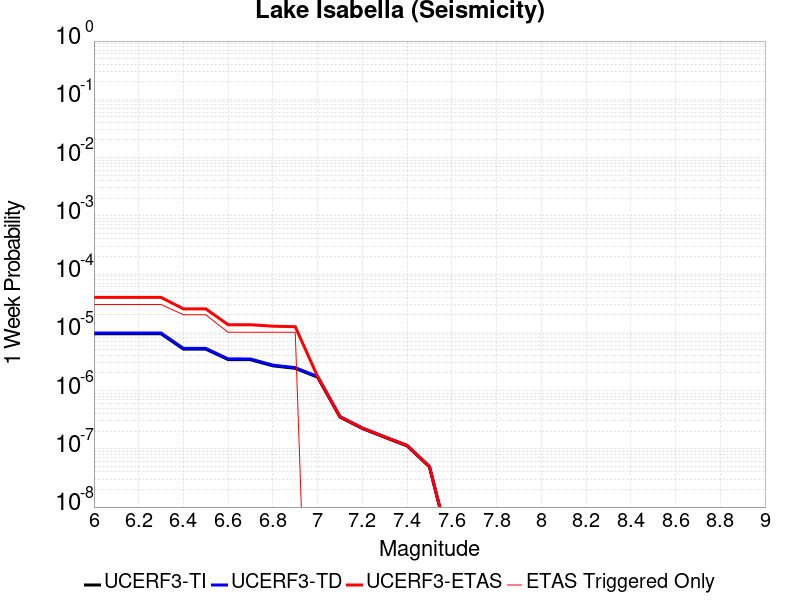 Lake Isabella (Seismicity)
1 Week Probability
10^0
10^-1
10^-2
10^-3
10^-4
10^-5
10^-6
10^-7
10^-8
6 6.2 6.4 6.6 6.8 7 7.2 7.4 7.6 7.8 8 8.2 8.4 8.6 8.8 9
Magnitude
UCERF3-TI UCERF3-TD UCERF3-ETAS ETAS Triggered Only